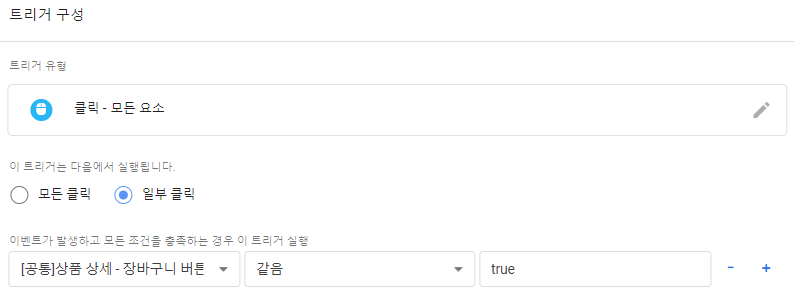 트리거 구성
트리거 유형
클릭 - 모든 요소
이 트리거는 다음에서 실행됩니다.
모든 클릭 일부 클릭
이벤트가 발생하고 모든 조건을 충족하는 경우 이 트리거 실행
[공통]상품 상세 - 장바구니 버튼 같음 true - +